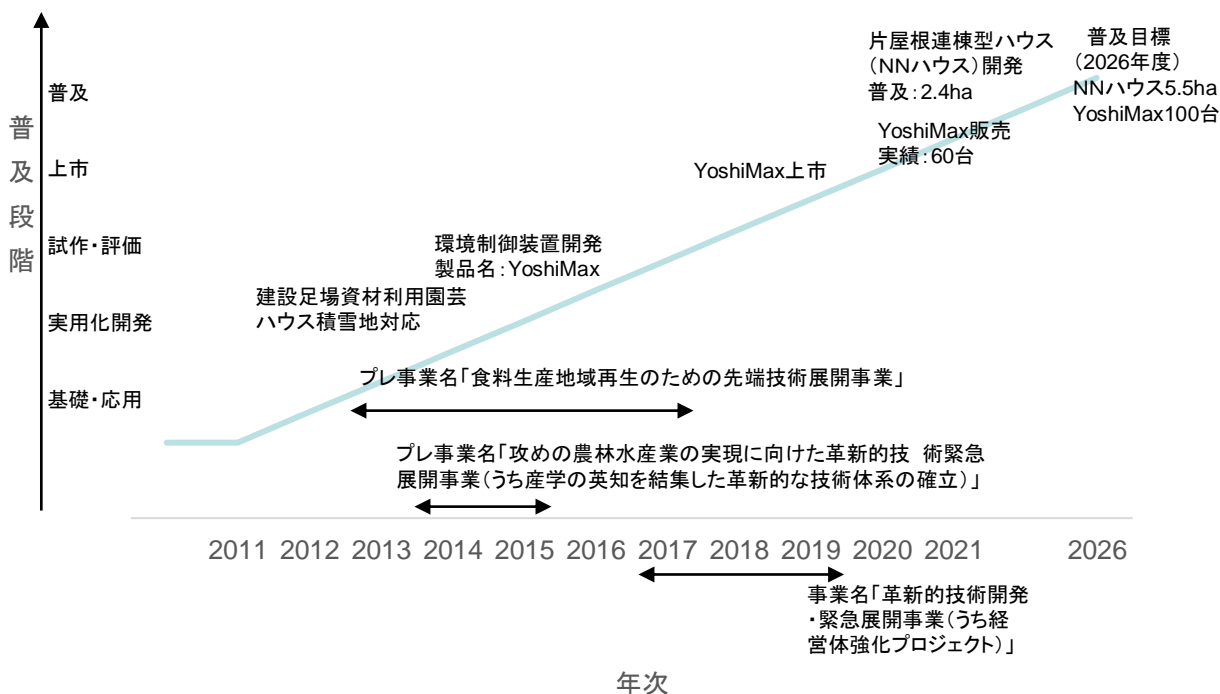 片屋根連棟型ハウス
(NNハウス)開発
普及:2.4ha
普及目標
(2026年度)
NNハウス5.5ha
YoshiMax100台
YoshiMax販売
実績:60台
YoshiMax上市
環境制御装置開発
製品名:YoshiMax
建設足場資材利用園芸
ハウス積雪地対応
普及段階
普及
上市
試作・評価
実用化開発
基礎・応用
プレ事業名「食料生産地域再生のための先端技術展開事業」
プレ事業名「攻めの農林水産業の実現に向けた革新的技 術緊急
展開事業(うち産学の英知を結集した革新的な技術体系の確立)」
2011 2012 2013 2014 2015 2016 2017 2018 2019 2020 2021 2026
事業名「革新的技術開発
・緊急展開事業(うち経
営体強化プロジェクト)」
年次